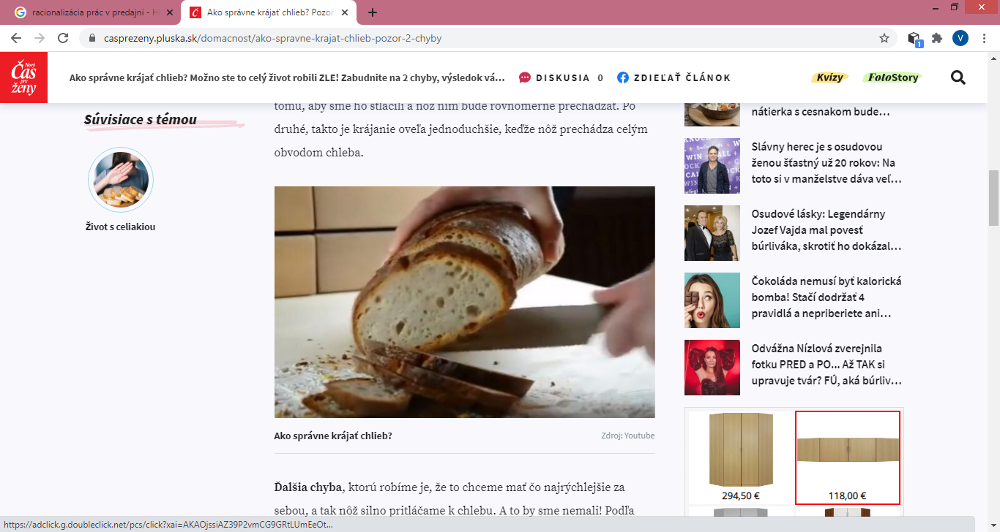 racionalizácia prác v predajni - H
Ako správne krájať chlieb? Pozor
casprezeny.pluska.sk/domacnost/ako-spravne-krajat-chlieb-pozor-2-chyby
1
V
Nový
Čas
pre
ženy
Ako správne krájať chlieb? Možno ste to celý život robili ZLE! Zabudnite na 2 chyby, výsledok vá...
DISKUSIA 0
ZDIEĽAŤ ČLÁNOK
Kvízy
FotoStory
Súvisiace s témou
Život s celiakiou
tomu, aby sme ho stlačili a nôž ním bude rovnomerne prechádzať. Po
druhé, takto je krájanie oveľa jednoduchšie, keďže nôž prechádza celým
obvodom chleba.
Ako správne krájať chlieb?
Zdroj: Youtube
Ďalšia chyba, ktorú robíme je, že to chceme mať čo najrýchlejšie za
sebou, a tak nôž silno pritláčame k chlebu. A to by sme nemali! Podľa
nátierka s cesnakom bude...
Slávny herec je s osudovou
ženou šťastný už 20 rokov: Na
toto si v manželstve dáva veľ...
Osudové lásky: Legendárny
Jozef Vajda mal povesť
búrliváka, skrotiť ho dokázal...
Čokoláda nemusí byť kalorická
bomba! Stačí dodržať 4
pravidlá a nepriberiete ani...
Odvážna Nízlová zverejnila
fotku PRED a PO... Až TAK si
upravuje tvár? FÚ, aká búrliv...
294,50 €
118,00 €
https://adclick.g.doubleclick.net/pcs/click?xai=AKAOjssiAZ39P2vmCG9GRtLUmEeOt...